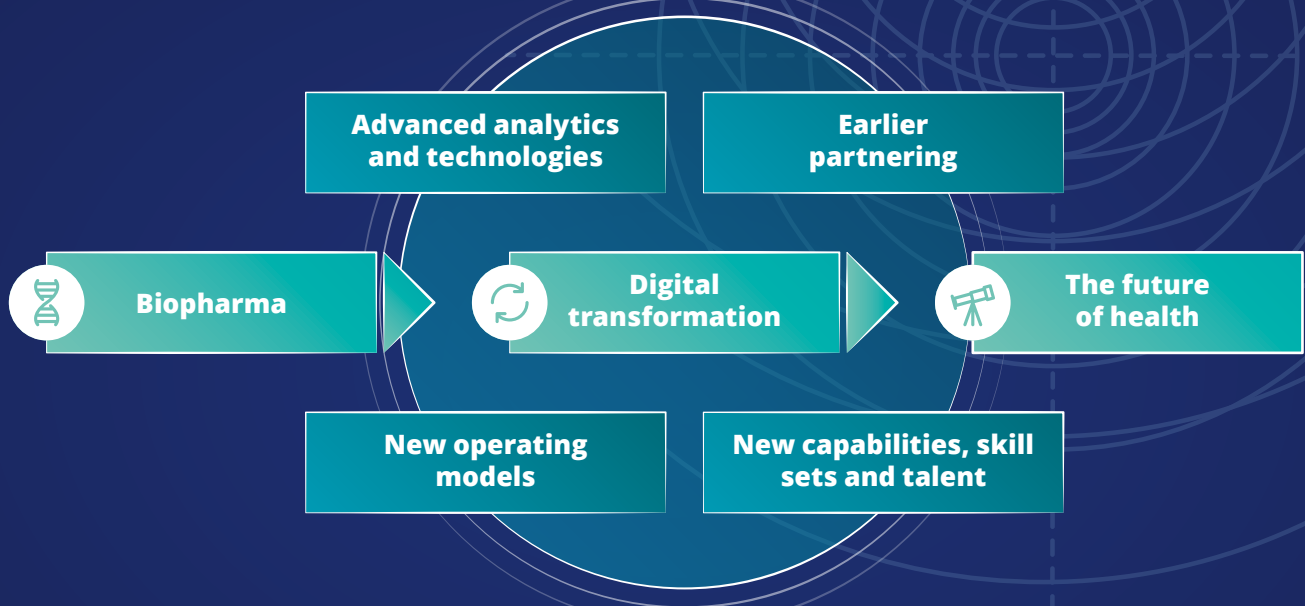 Advanced analytics
and technologies
Earlier
partnering
Biopharma
Digital
transformation
The future
of health
New operating
models
New capabilities, skill
sets and talent